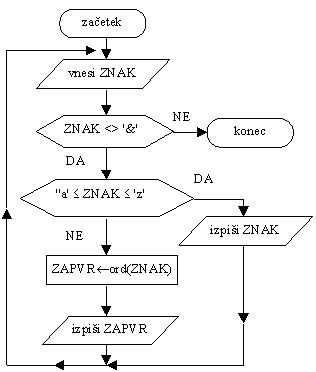 začetek
vnesi ZNAK
ZNAK <> '&'
NE
konec
DA
"a' ≤ ZNAK ≤ 'z'
DA
NE
izpiši ZNAK
ZAPVR←ord(ZNAK)
izpiši ZAPVR